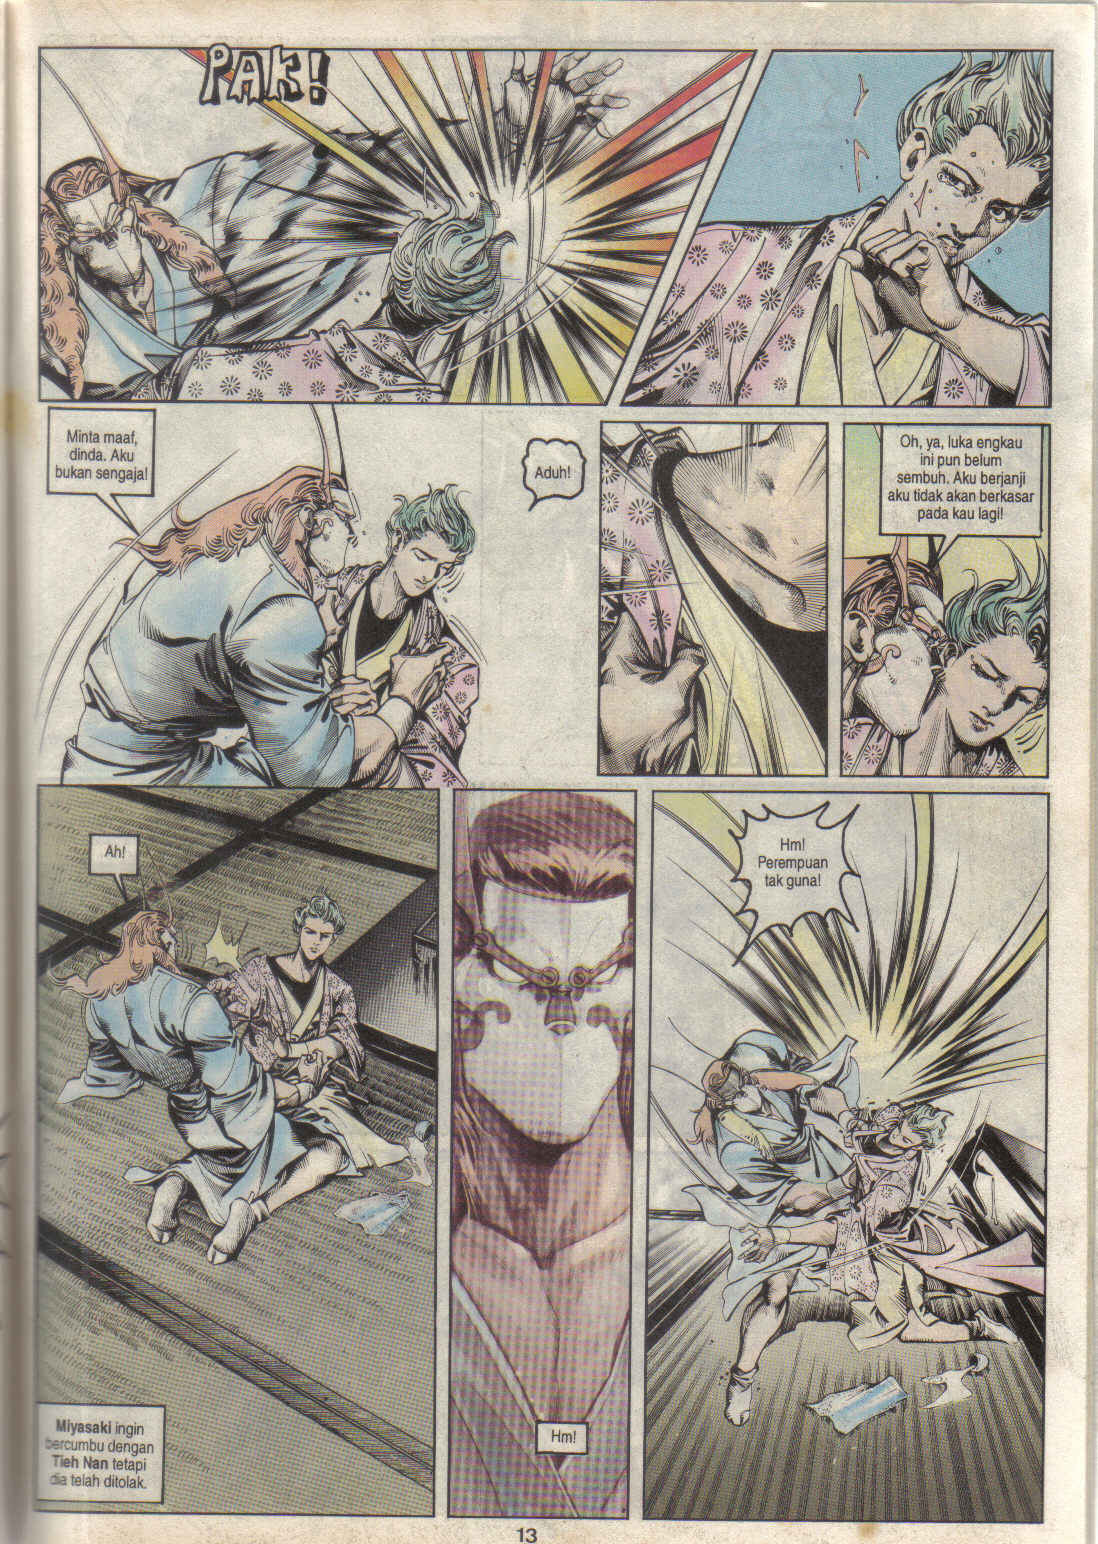 PAK!
Minta maaf,
dinda. Aku
bukan sengaja!
Aduh!
Oh, ya, luka engkau
ini pun belum
sembuh. Aku berjanji
aku tidak akan berkasar
pada kau lagi!
Ah!
Miyasaki ingin
bercumbu dengan
Tieh Nan tetapi
dia telah ditolak.
Hm!
Hm!
Perempuan
tak guna!
13